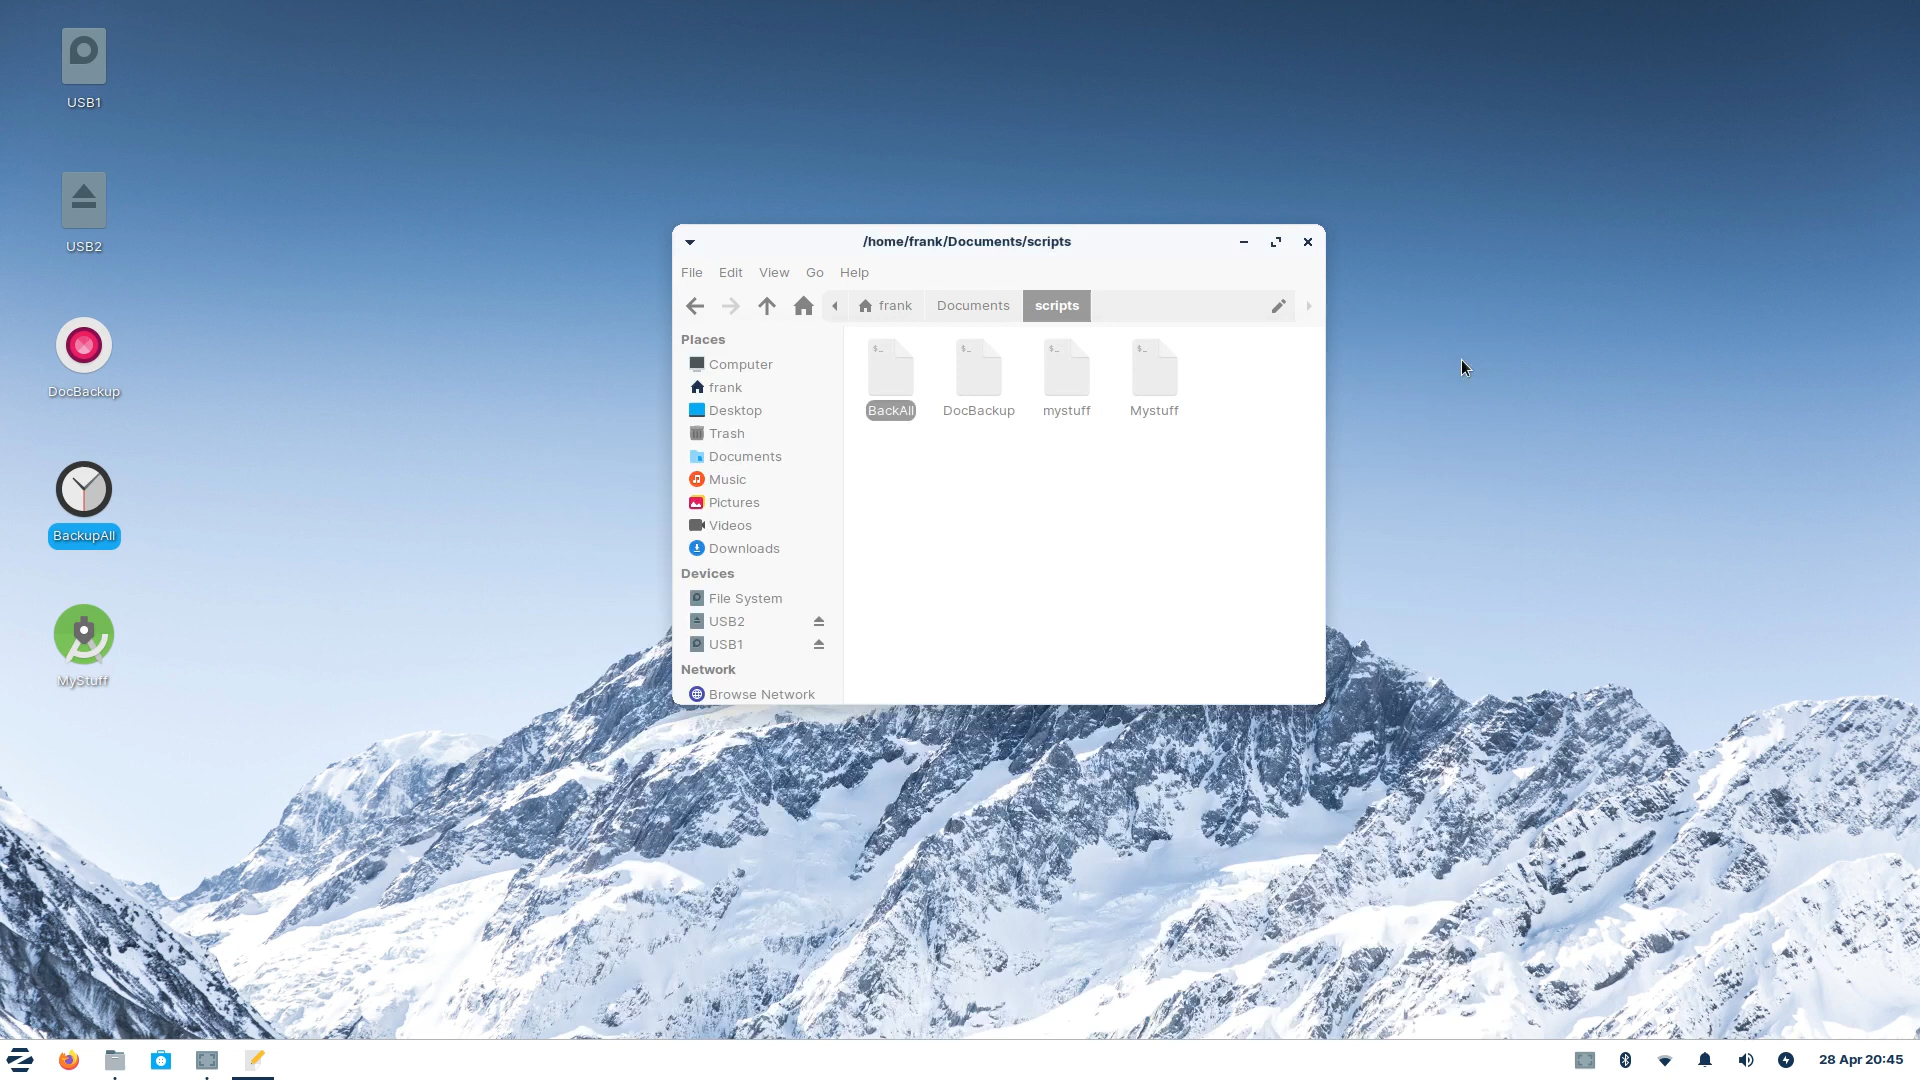 USB1
USB2
DocBackup
BackupAll
MyStuff
/home/frank/Documents/scripts
File Edit View Go Help
frank Documents scripts
Places
Computer
frank
Desktop
Trash
Documents
Music
Pictures
Videos
Downloads
Devices
File System
USB2
USB1
Network
Browse Network
$_ $_ $_ $_
BackAll DocBackup mystuff Mystuff
28 Apr 20:45